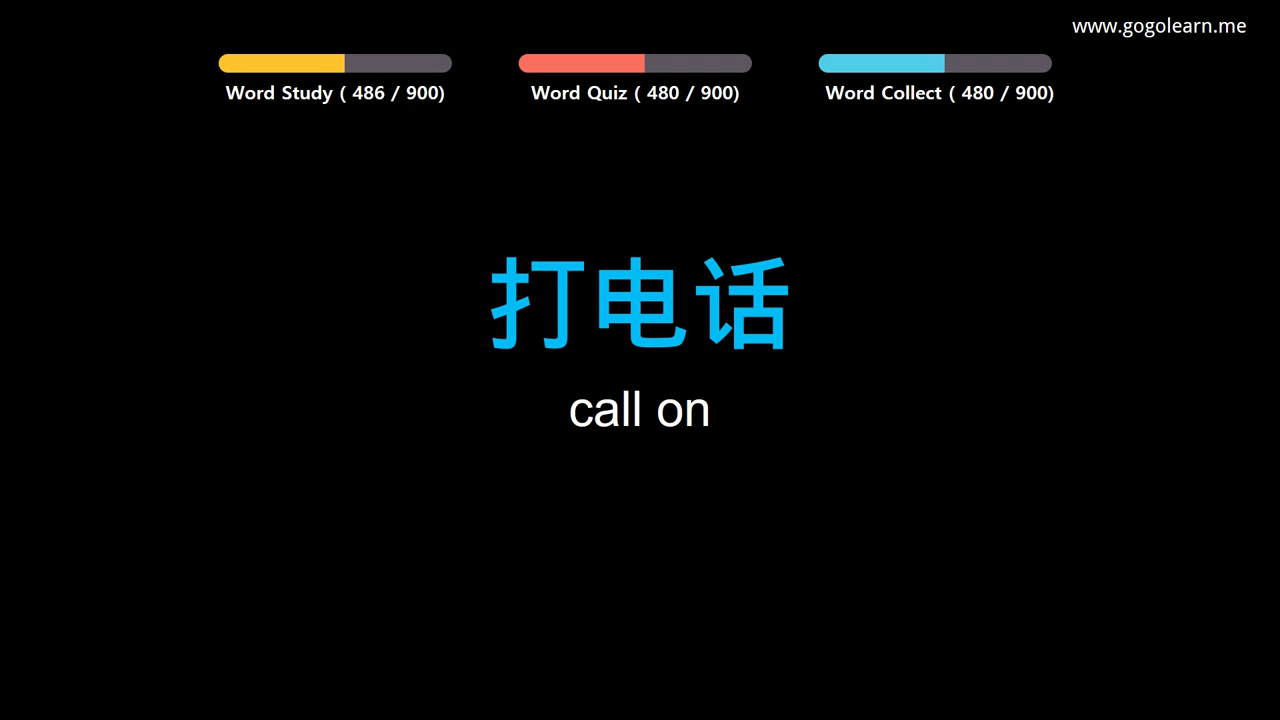 www.gogolearn.me
Word Study ( 486 / 900)
Word Quiz ( 480 / 900)
Word Collect ( 480 / 900)
打电话
call on